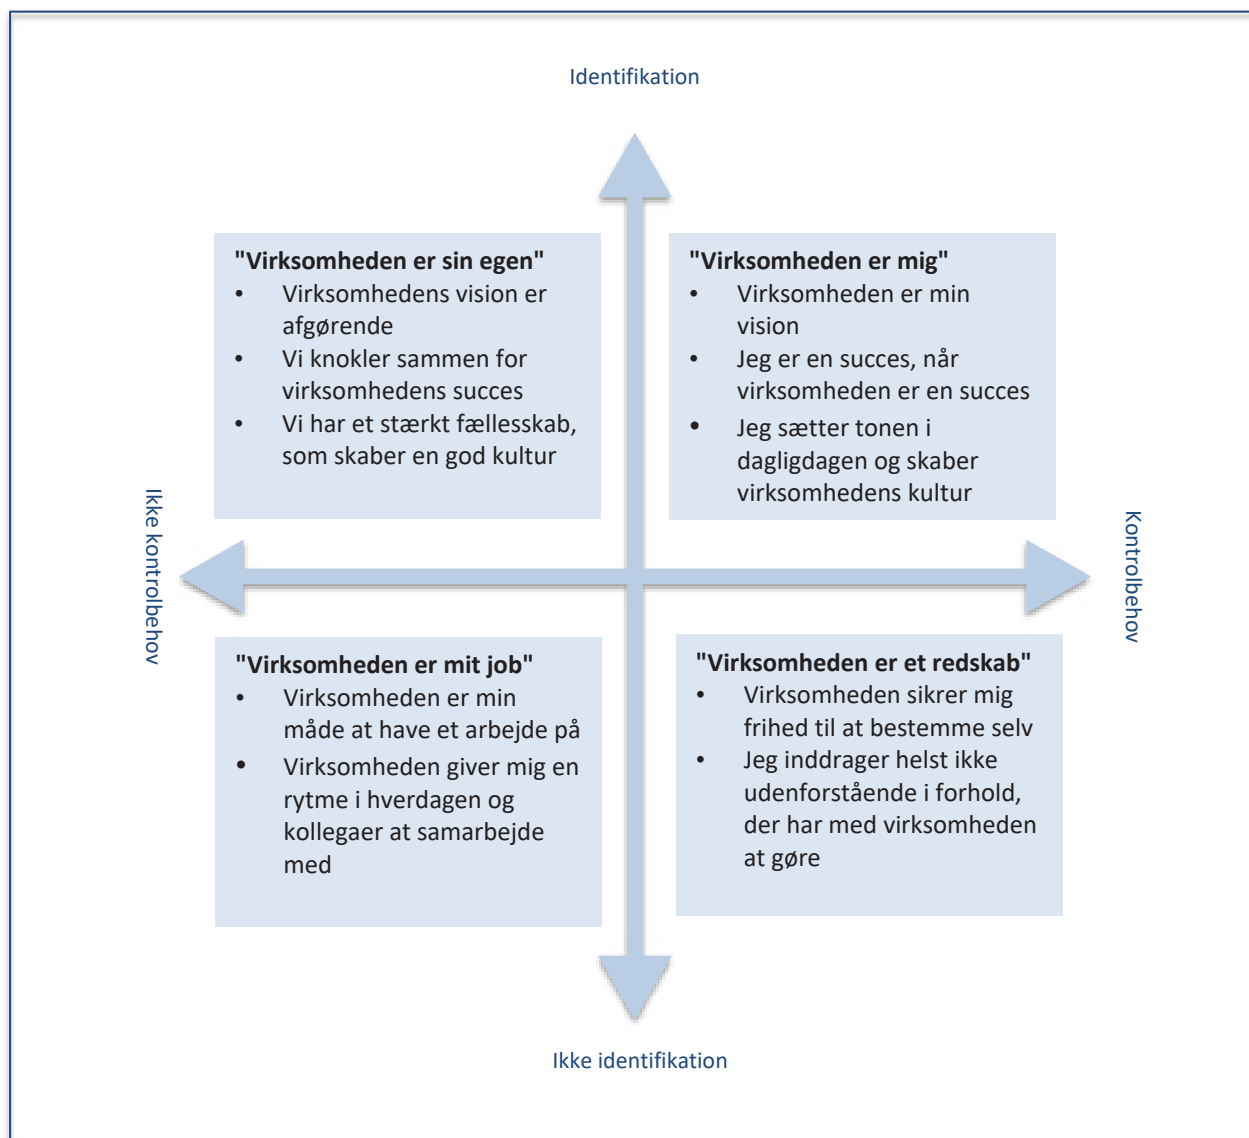 Identifikation
"Virksomheden er sin egen"
• Virksomhedens vision er
afgørende
• Vi knokler sammen for
virksomhedens succes
• Vi har et stærkt fællesskab,
som skaber en god kultur
"Virksomheden er mig"
• Virksomheden er min
vision
• Jeg er en succes, når
virksomheden er en succes
• Jeg sætter tonen i
dagligdagen og skaber
virksomhedens kultur
Ikke kontrolbehov
Kontrolbehov
"Virksomheden er mit job"
• Virksomheden er min
måde at have et arbejde på
• Virksomheden giver mig en
rytme i hverdagen og
kollegaer at samarbejde
med
"Virksomheden er et redskab"
• Virksomheden sikrer mig
frihed til at bestemme selv
• Jeg inddrager helst ikke
udenforstående i forhold,
der har med virksomheden
at gøre
Ikke identifikation